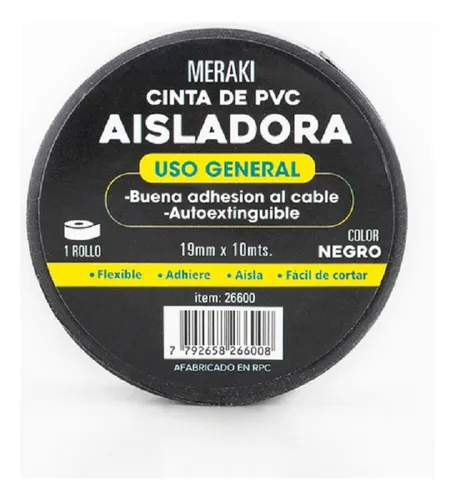 MERAKI
CINTA DE PVC
AISLADORA
USO GENERAL
-Buena adhesion al cable
-Autoextinguible
1 ROLLO
19mm x 10mts.
COLOR
NEGRO
• Flexible • Adhiere • Aisla • Fácil de cortar
item: 26600
7 792658 266008
AFABRICADO EN RPC